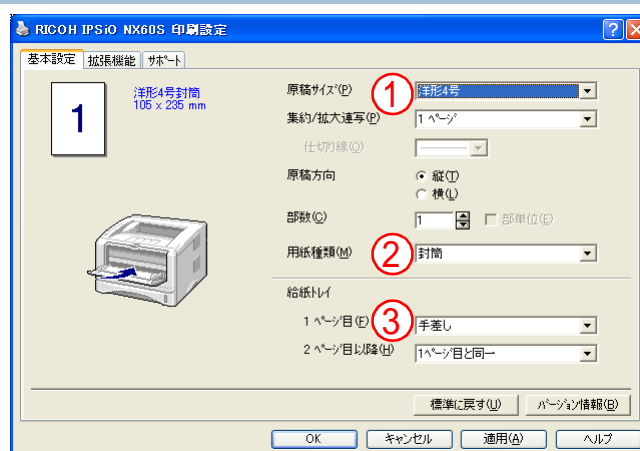 RICOH IPSiO NX60S 印刷設定
基本設定 拡張機能 ｻﾎﾟｰﾄ
1
洋形4号封筒
105 x 235 mm
原稿ｻｲｽﾞ(P) ① 洋形4号
集約/拡大連写(P) 1 ﾍﾟｰｼﾞ
仕切り線(O)
原稿方向 縦(T)
横(L)
部数(C) 1 部単位(E)
用紙種類(M) ② 封筒
給紙ﾄﾚｲ
1 ﾍﾟｰｼﾞ目(F) ③ 手差し
2 ﾍﾟｰｼﾞ目以降(H) 1ﾍﾟｰｼﾞ目と同一
標準に戻す(U) ﾊﾞｰｼﾞｮﾝ情報(B)
OK キャンセル 適用(A) ヘルプ